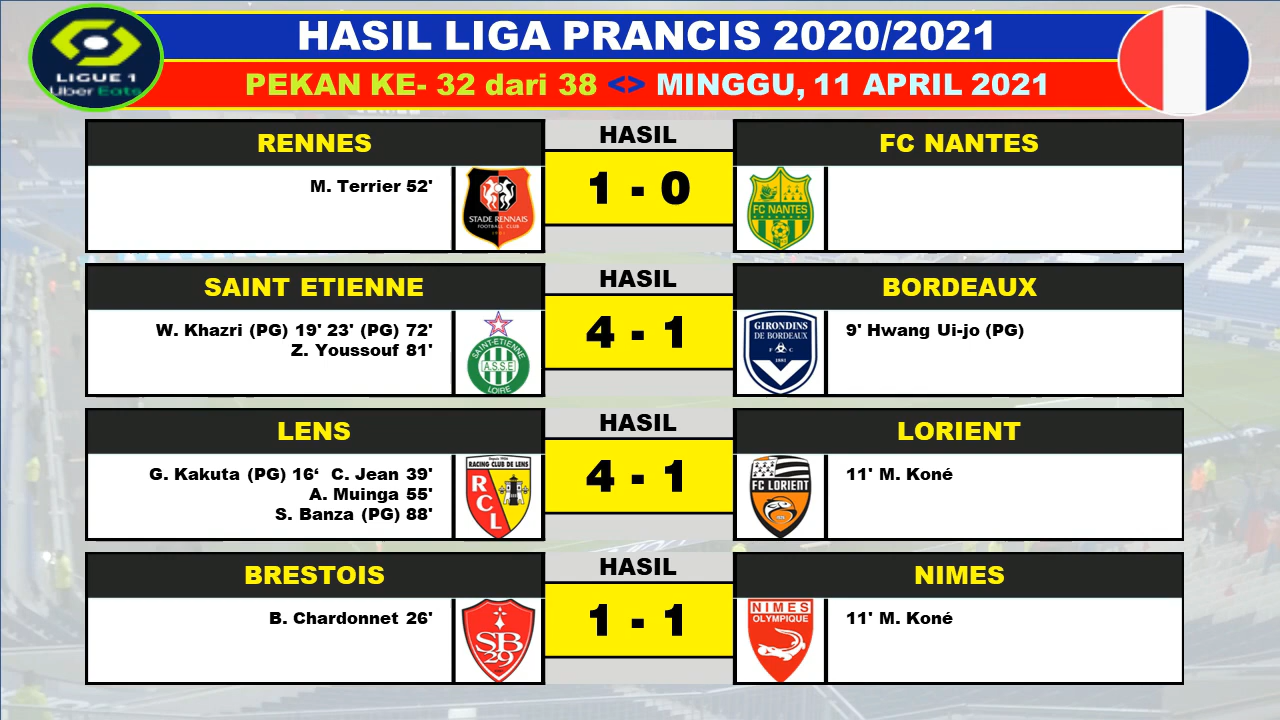 HASIL LIGA PRANCIS 2020/2021
LIGUE 1
Uber Eats
PEKAN KE- 32 dari 38 <> MINGGU, 11 APRIL 2021
RENNES
HASIL
FC NANTES
M. Terrier 52'
STADE RENNAIS
FOOTBALL CLUB
1 - 0
FC NANTES
SAINT ETIENNE
HASIL
BORDEAUX
W. Khazri (PG) 19' 23' (PG) 72'
Z. Youssouf 81'
SAINT-ETIENNE
A.S.S.E
LOIRE
4 - 1
GIRONDINS
DE BORDEAUX
F C
1881
9' Hwang Ui-jo (PG)
LENS
HASIL
LORIENT
G. Kakuta (PG) 16‘  C. Jean 39'
A. Muinga 55'
S. Banza (PG) 88'
Depuis 1906
RACING CLUB DE LENS
RCL
4 - 1
FC LORIENT
11' M. Koné
BRESTOIS
HASIL
NIMES
B. Chardonnet 26'
SB
29
1 - 1
NIMES
OLYMPIQUE
11' M. Koné